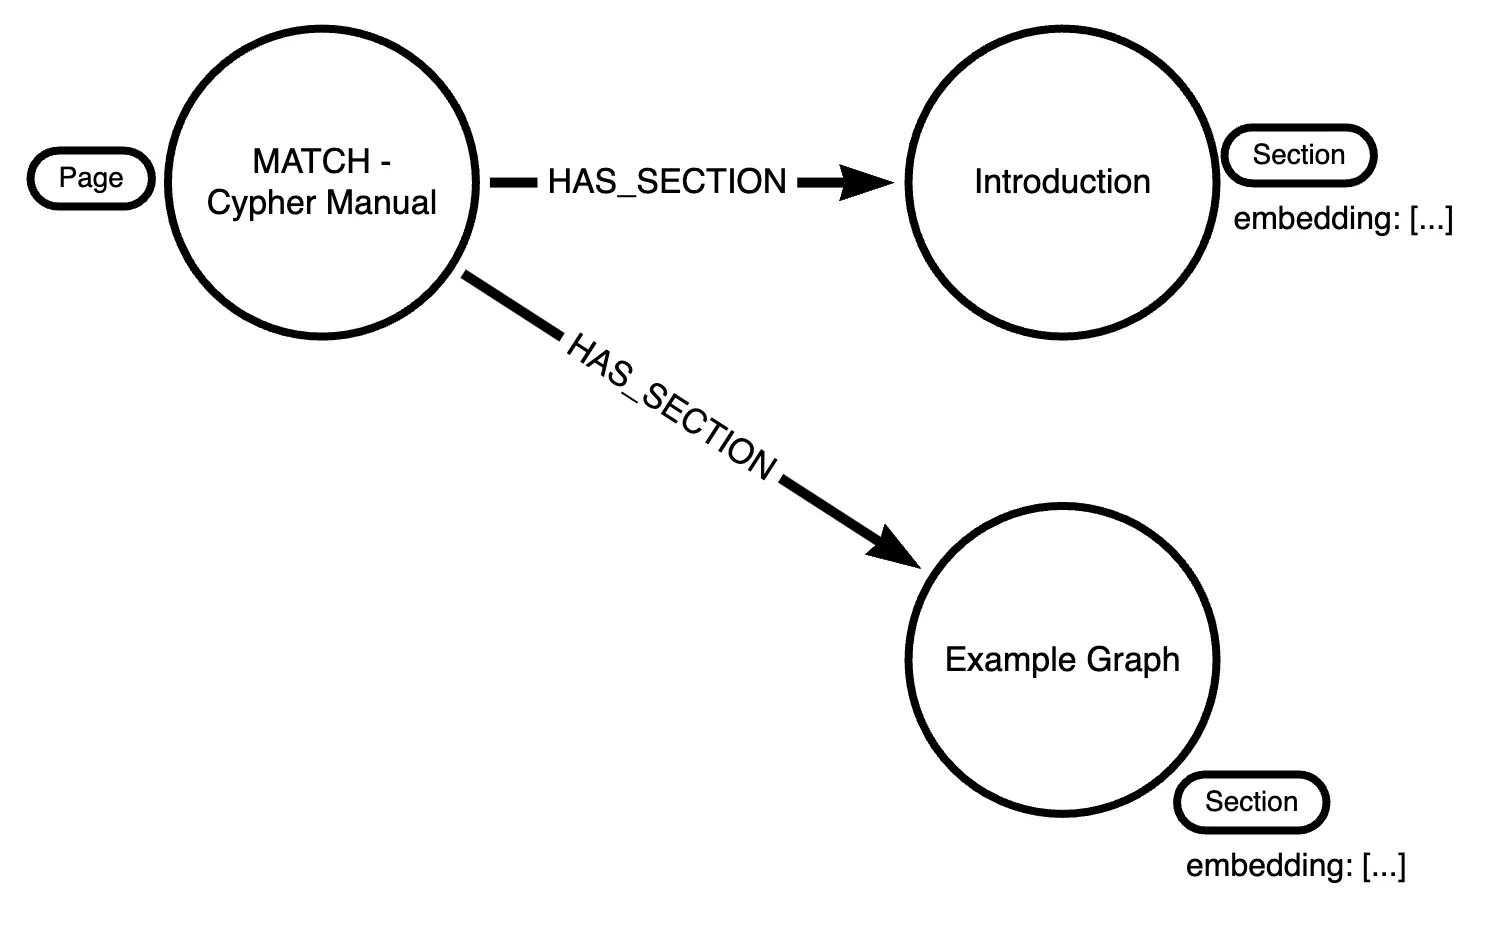 Page
MATCH -
Cypher Manual
HAS_SECTION
Introduction
Section
embedding: [...]
HAS_SECTION
Example Graph
Section
embedding: [...]